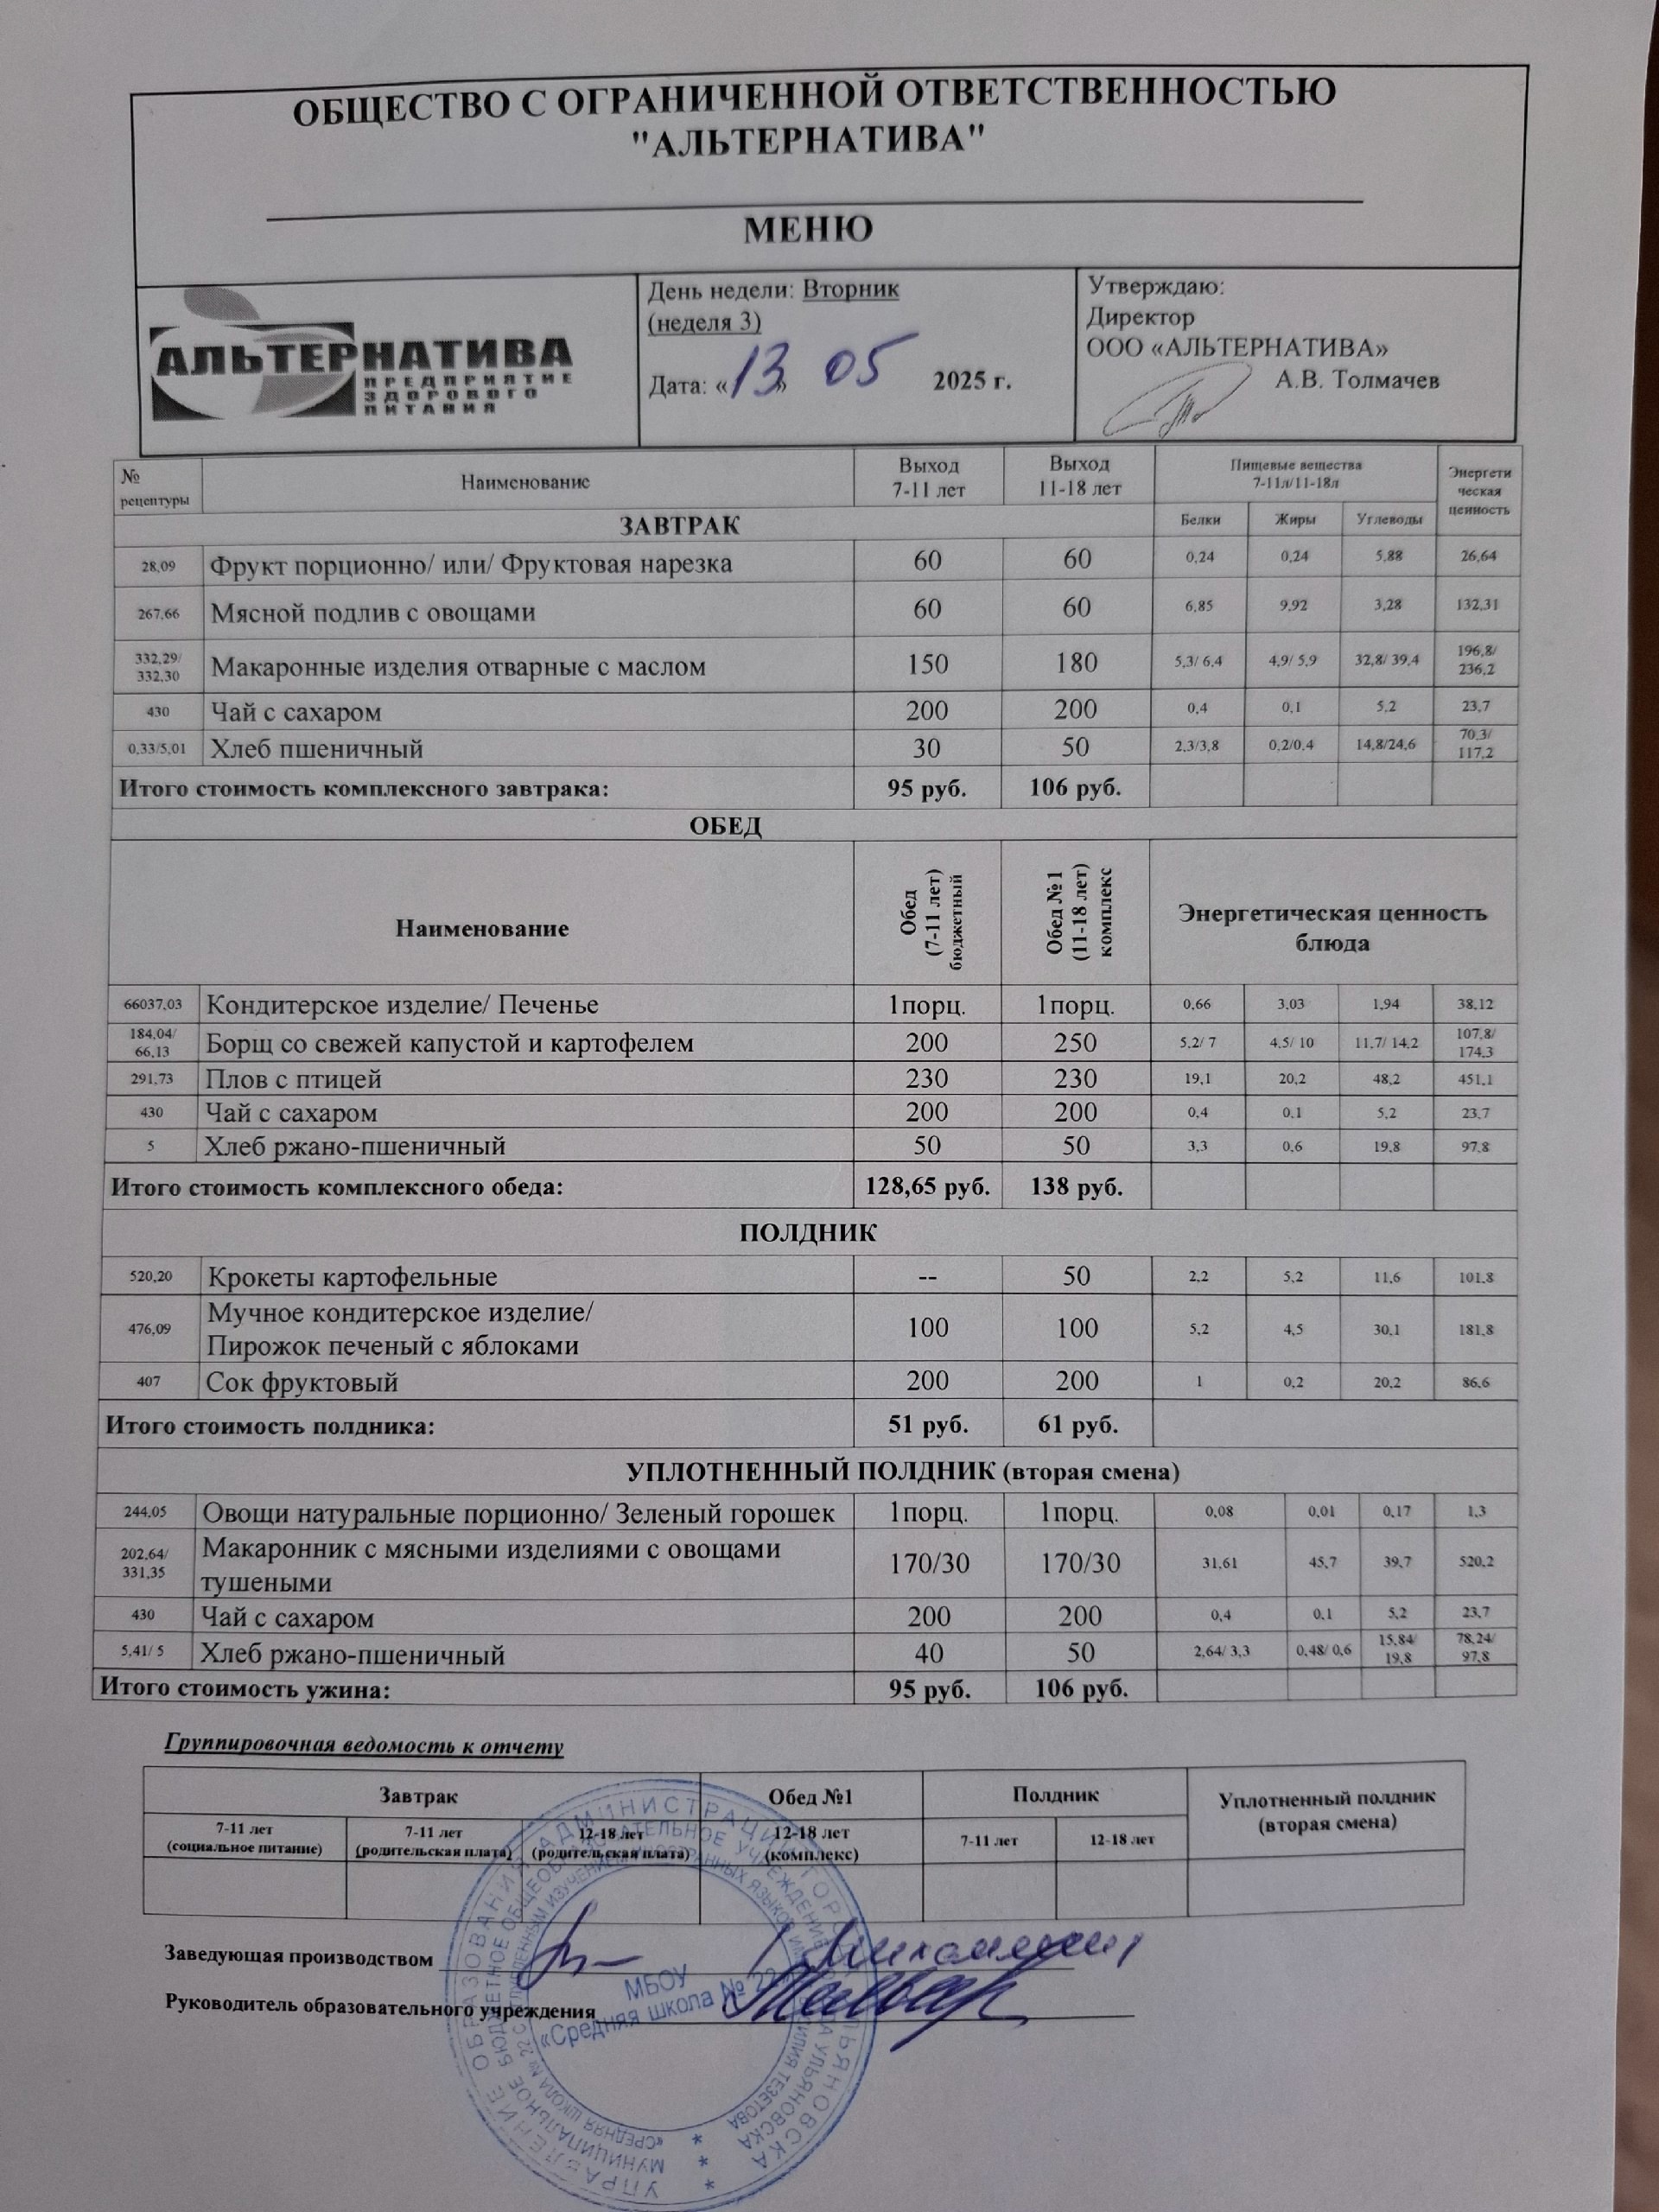 ОБЩЕСТВО С ОГРАНИЧЕННОЙ ОТВЕТСТВЕННОСТЬЮ
"АЛЬТЕРНАТИВА"
МЕНЮ
АЛЬТЕРНАТИВА
ПРЕДПРИЯТИЕ
ЗДОРОВОГО
ПИТАНИЯ
День недели: Вторник
(неделя 3)
Дата: «13» 05 2025 г.
Утверждаю:
Директор
ООО «АЛЬТЕРНАТИВА»
А.В. Толмачев
№ рецептуры Наименование Выход 7-11 лет Выход 11-18 лет Пищевые вещества 7-11л/11-18л Энергетическая ценность
ЗАВТРАК Белки Жиры Углеводы
28,09 Фрукт порционно/ или/ Фруктовая нарезка 60 60 0,24 0,24 5,88 26,64
267,66 Мясной подлив с овощами 60 60 6,85 9,92 3,28 132,31
332,29/ 332,30 Макаронные изделия отварные с маслом 150 180 5,3/ 6,4 4,9/ 5,9 32,8/ 39,4 196,8/ 236,2
430 Чай с сахаром 200 200 0,4 0,1 5,2 23,7
0,33/5,01 Хлеб пшеничный 30 50 2,3/3,8 0,2/0,4 14,8/24,6 70,3/ 117,2
Итого стоимость комплексного завтрака: 95 руб. 106 руб.
ОБЕД
Наименование Обед (7-11 лет) бюджетный Обед №1 (11-18 лет) комплекс Энергетическая ценность блюда
66037,03 Кондитерское изделие/ Печенье 1порц. 1порц. 0,66 3,03 1,94 38,12
184,04/ 66,13 Борщ со свежей капустой и картофелем 200 250 5,2/ 7 4,5/ 10 11,7/ 14,2 107,8/ 174,3
291,73 Плов с птицей 230 230 19,1 20,2 48,2 451,1
430 Чай с сахаром 200 200 0,4 0,1 5,2 23,7
5 Хлеб ржано-пшеничный 50 50 3,3 0,6 19,8 97,8
Итого стоимость комплексного обеда: 128,65 руб. 138 руб.
ПОЛДНИК
520,20 Крокеты картофельные -- 50 2,2 5,2 11,6 101,8
476,09 Мучное кондитерское изделие/ Пирожок печеный с яблоками 100 100 5,2 4,5 30,1 181,8
407 Сок фруктовый 200 200 1 0,2 20,2 86,6
Итого стоимость полдника: 51 руб. 61 руб.
УПЛОТНЕННЫЙ ПОЛДНИК (вторая смена)
244,05 Овощи натуральные порционно/ Зеленый горошек 1порц. 1порц. 0,08 0,01 0,17 1,3
202,64/ 331,35 Макаронник с мясными изделиями с овощами тушеными 170/30 170/30 31,61 45,7 39,7 520,2
430 Чай с сахаром 200 200 0,4 0,1 5,2 23,7
5,41/ 5 Хлеб ржано-пшеничный 40 50 2,64/ 3,3 0,48/ 0,6 15,84/ 19,8 78,24/ 97,8
Итого стоимость ужина: 95 руб. 106 руб.
Группировочная ведомость к отчету
Завтрак Обед №1 Полдник Уплотненный полдник (вторая смена)
7-11 лет (социальное питание) 7-11 лет (родительская плата) 12-18 лет (родительская плата) 12-18 лет (комплекс) 7-11 лет 12-18 лет
Заведующая производством
Руководитель образовательного учреждения
МБОУ
«Средняя школа № 22
УПРАВЛЕНИЕ ОБРАЗОВАНИЯ АДМИНИСТРАЦИИ ГОРОДА УЛЬЯНОВСКА